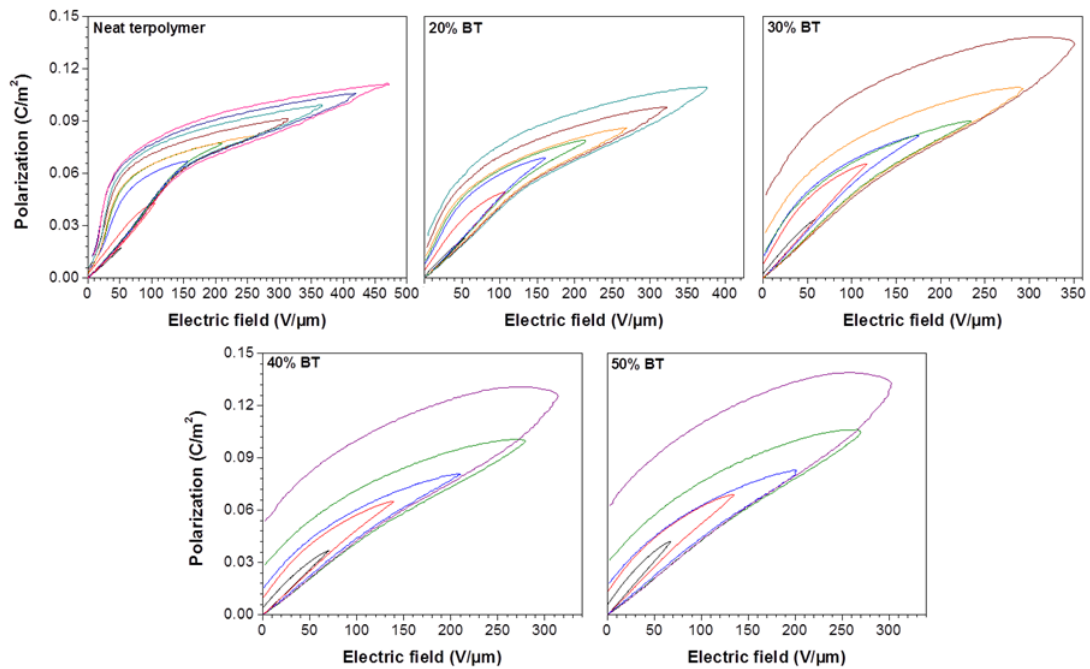 Neat terpolymer
20% BT
30% BT
0.15
0.12
0.09
0.06
0.03
0.00
Polarization (C/m²)
0 50 100 150 200 250 300 350 400 450 500
50 100 150 200 250 300 350 400
0 50 100 150 200 250 300 350
Electric field (V/µm)
Electric field (V/µm)
Electric field (V/µm)
40% BT
50% BT
0.15
0.12
0.09
0.06
0.03
0.00
Polarization (C/m²)
0 50 100 150 200 250 300
0 50 100 150 200 250 300
Electric field (V/µm)
Electric field (V/µm)